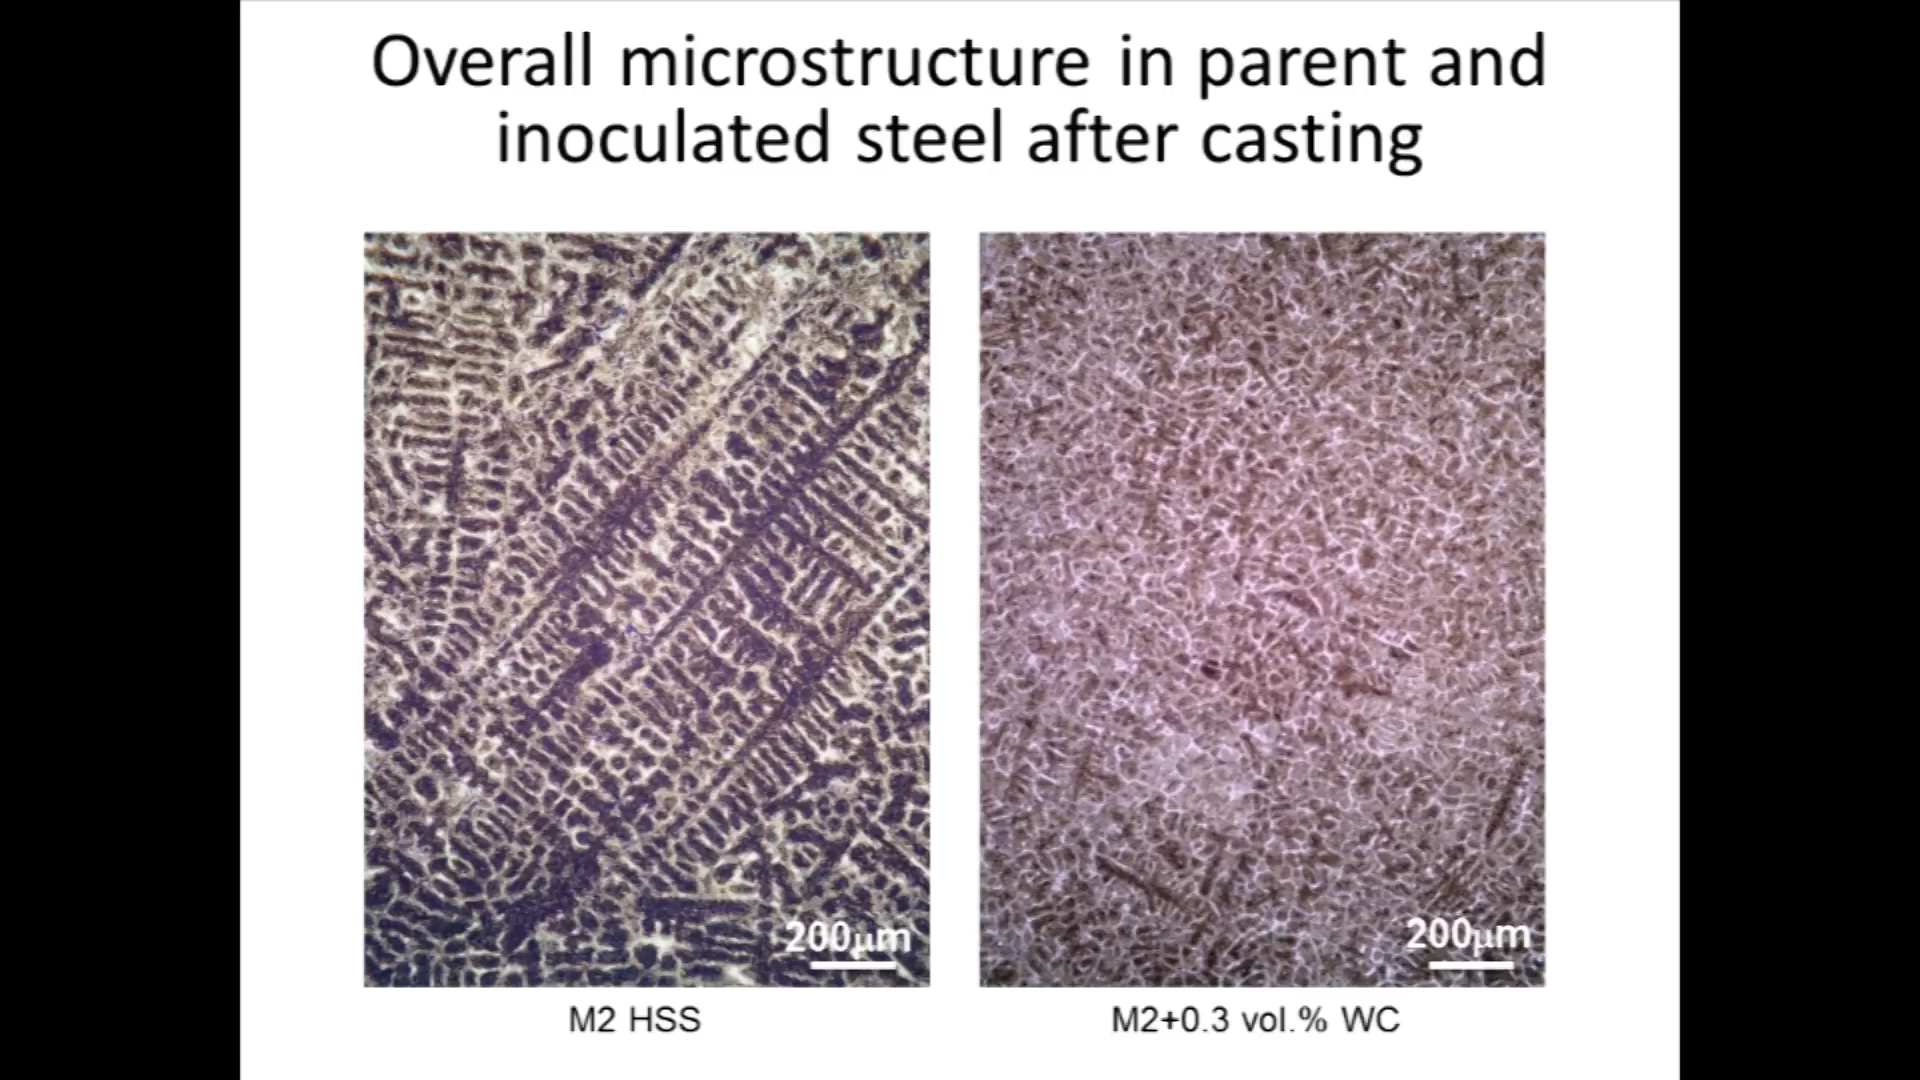 Overall microstructure in parent and
inoculated steel after casting
200μm
200μm
M2 HSS
M2+0.3 vol.% WC